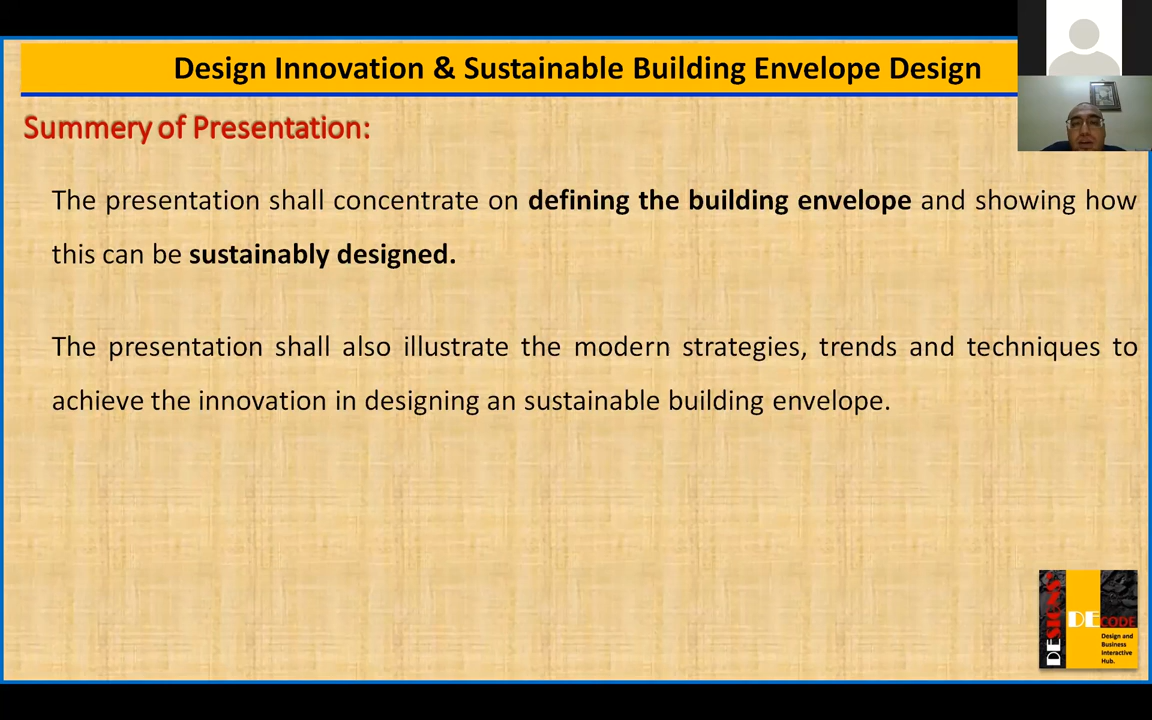 Design Innovation & Sustainable Building Envelope Design
Summery of Presentation:
The presentation shall concentrate on defining the building envelope and showing how
this can be sustainably designed.
The presentation shall also illustrate the modern strategies, trends and techniques to
achieve the innovation in designing an sustainable building envelope.
DESIGNS
DECODE
Design and
Business
Interactive
Hub.